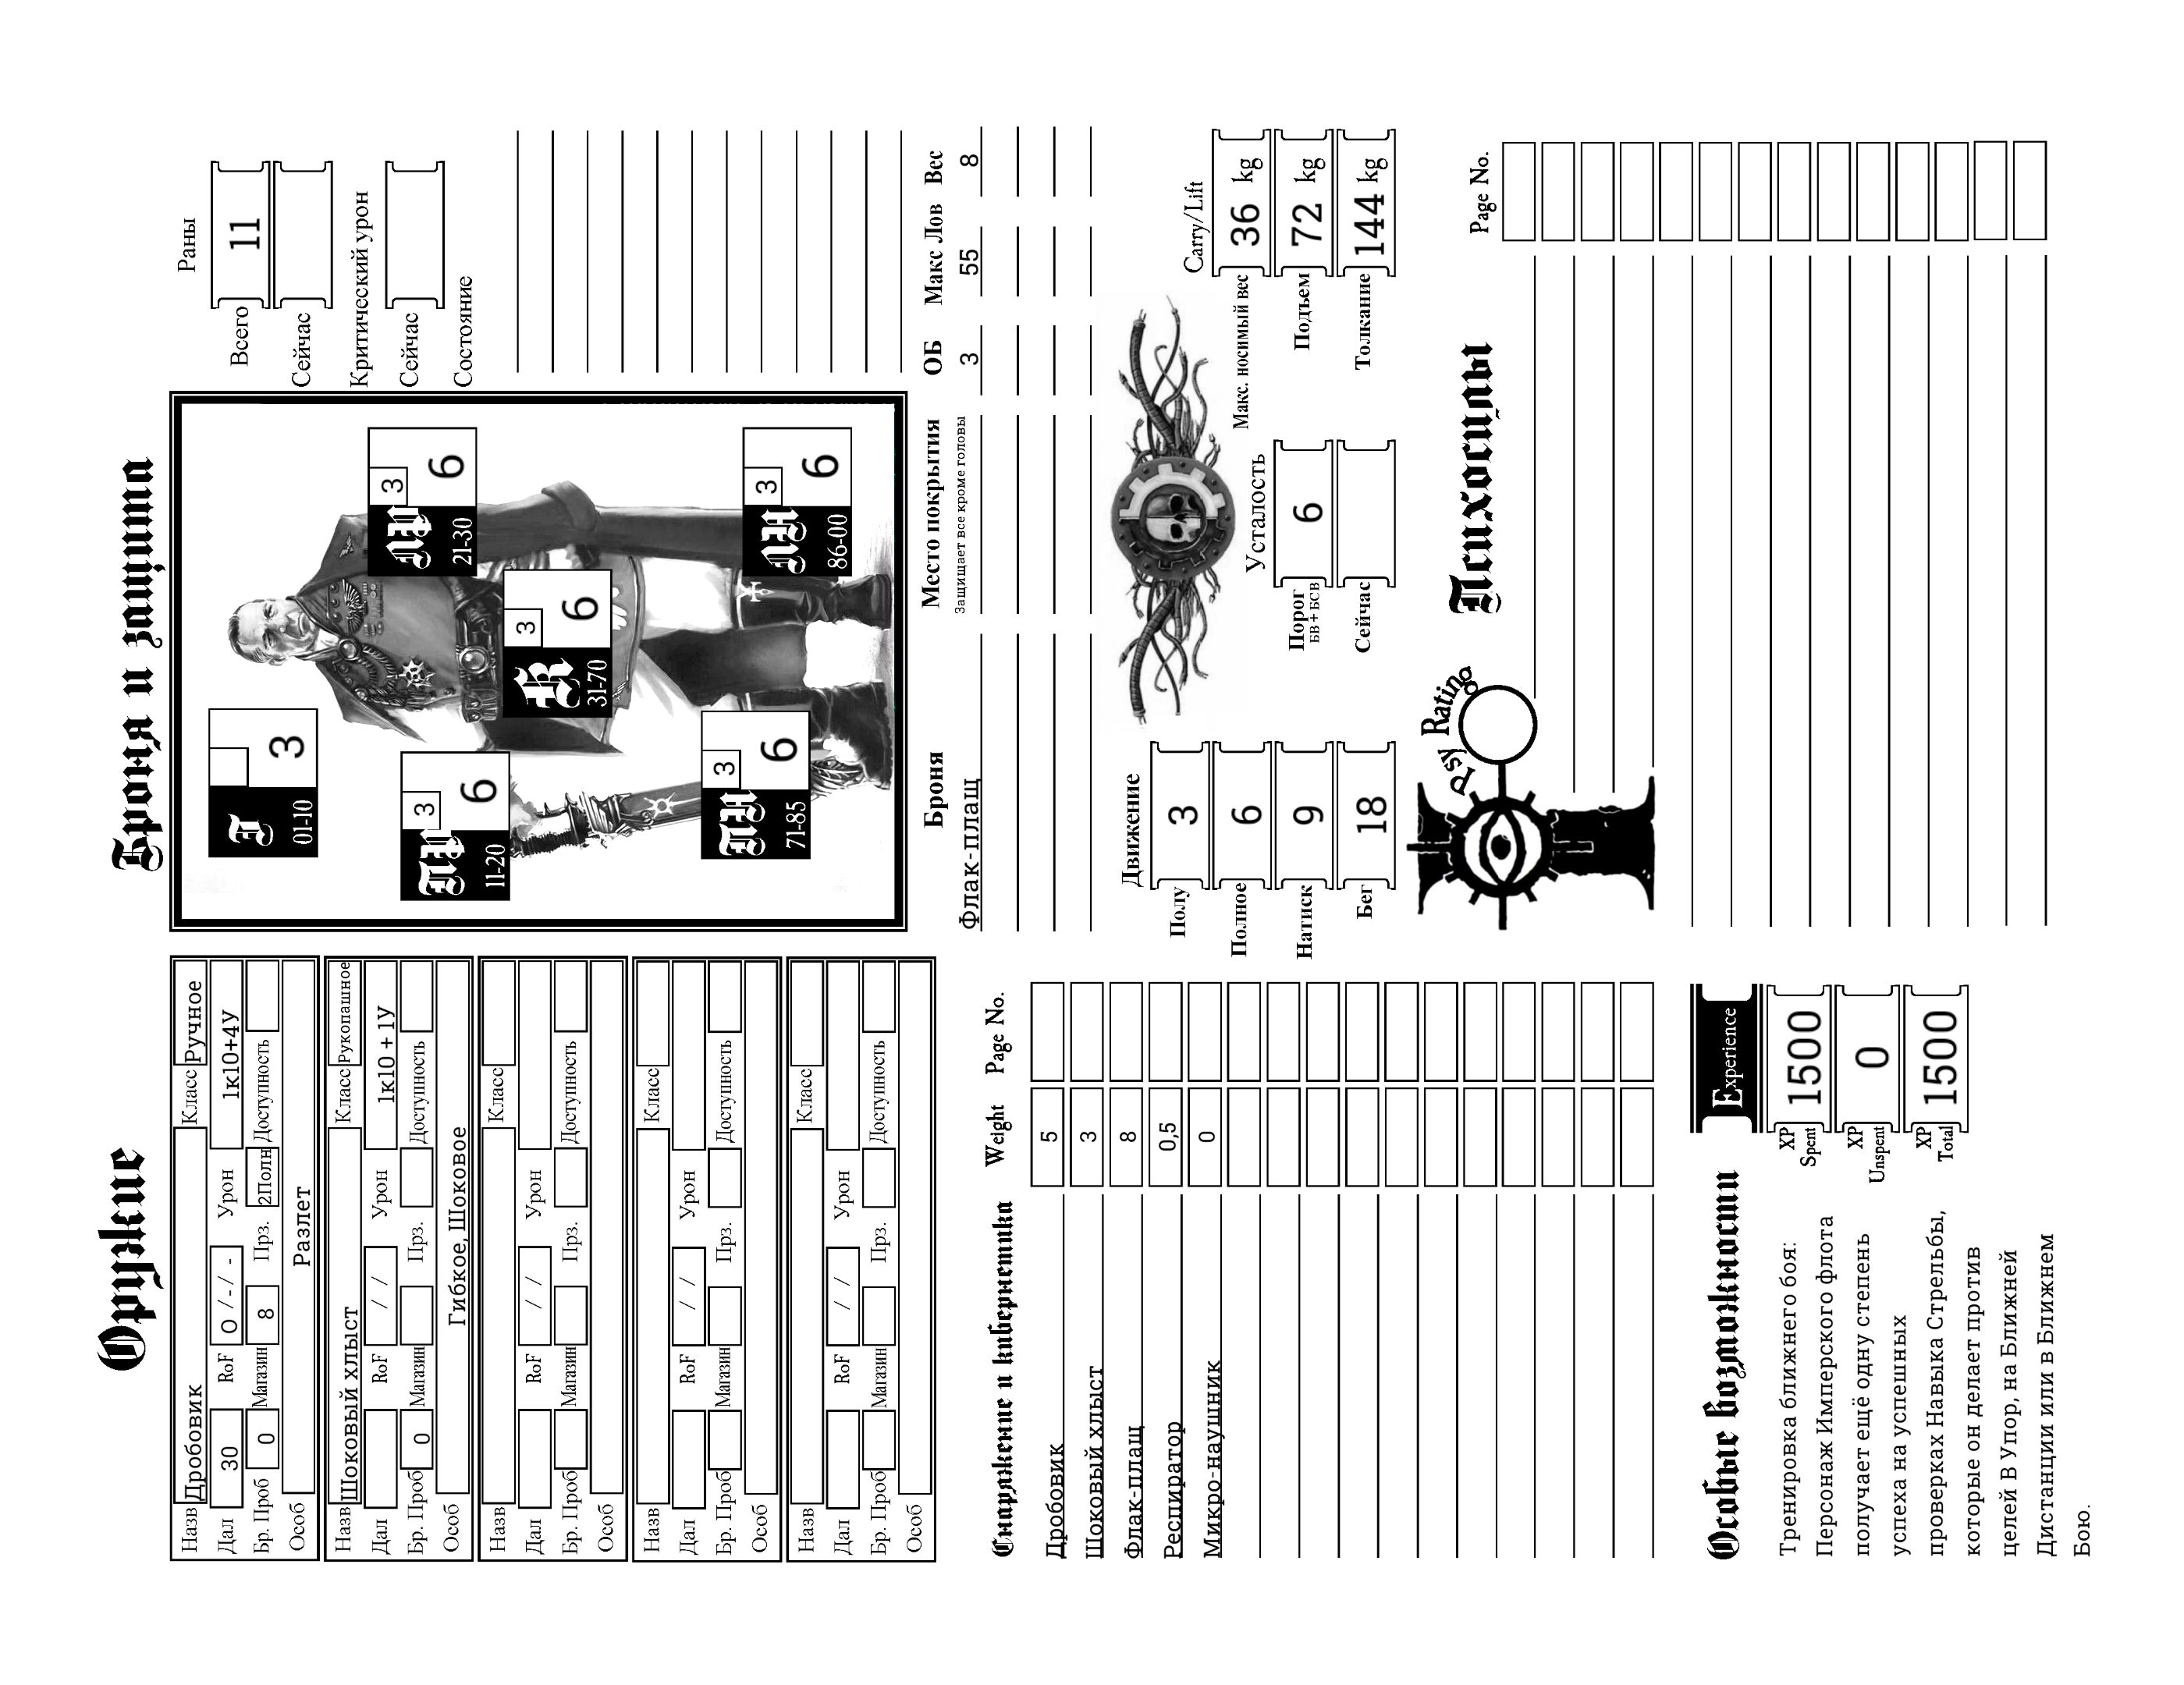 Оружие
Назв Дробовик Класс Ручное
Дал 30 RoF О / - / - Урон 1к10+4У
Бр. Проб 0 Магазин 8 Прз. 2Полн Доступность
Особ Разлет
Назв Шоковый хлыст Класс Рукопашное
Дал RoF / / Урон 1к10 + 1У
Бр. Проб 0 Магазин Прз. Доступность
Особ Гибкое, Шоковое
Назв Класс
Дал RoF / / Урон
Бр. Проб Магазин Прз. Доступность
Особ
Назв Класс
Дал RoF / / Урон
Бр. Проб Магазин Прз. Доступность
Особ
Назв Класс
Дал RoF / / Урон
Бр. Проб Магазин Прз. Доступность
Особ
Снаряжение и кибернетика Weight Page No.
Дробовик 5
Шоковый хлыст 3
Флак-плащ 8
Респиратор 0,5
Микро-наушник 0
Особые возможности
Тренировка ближнего боя:
Персонаж Имперского флота
получает ещё одну степень
успеха на успешных
проверках Навыка Стрельбы,
которые он делает против
целей В Упор, на Ближней
Дистанции или в Ближнем
Бою.
Experience
XP Spent 1500
XP Unspent 0
XP Total 1500
Броня и защита
Г 3
01-10
ПР 3 6
11-20
ЛР 3 6
21-30
3 6
31-70
ПН 3 6
71-85
ЛН 3 6
86-00
Раны
Всего 11
Сейчас
Критический урон
Сейчас
Состояние
Броня Место покрытия ОБ Макс Лов Вес
Флак-плащ Защищает все кроме головы 3 55 8
Движение
Полу 3
Полное 6
Натиск 9
Бег 18
Усталость
Порог 6
БВ + БСВ
Сейчас
Carry/Lift
Макс. носимый вес 36 kg
Подъем 72 kg
Толкание 144 kg
Psy Rating
Псисилы Page No.